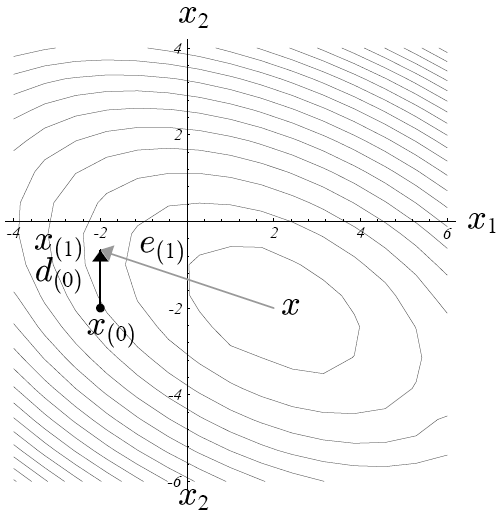 x₂
4
2
-4 -2 2 4 6 x₁
x₍₁₎ e₍₁₎
d₍₀₎
-2 x
x₍₀₎
-4
-6
x₂